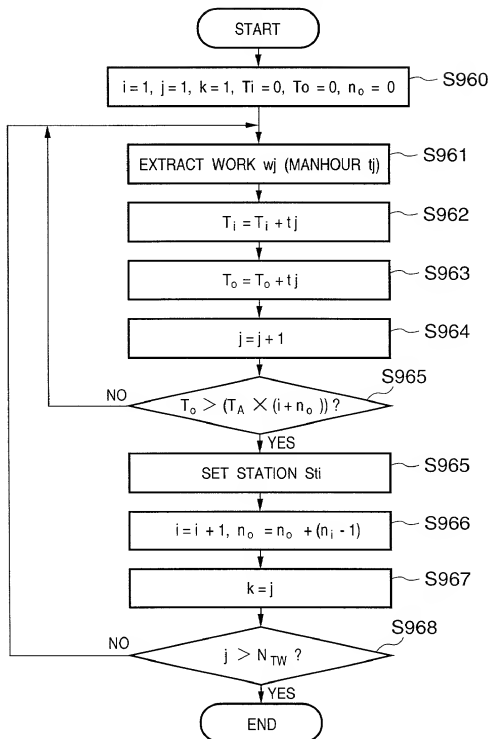 START
i = 1, j = 1, k = 1, Ti = 0, To = 0, no = 0
S960
EXTRACT WORK wj (MANHOUR tj)
S961
Ti = Ti + tj
S962
To = To + tj
S963
j = j + 1
S964
S965
NO
To > (TA × (i + no)) ?
YES
SET STATION Sti
S965
i = i + 1, no = no + (ni - 1)
S966
k = j
S967
S968
NO
j > NTW ?
YES
END